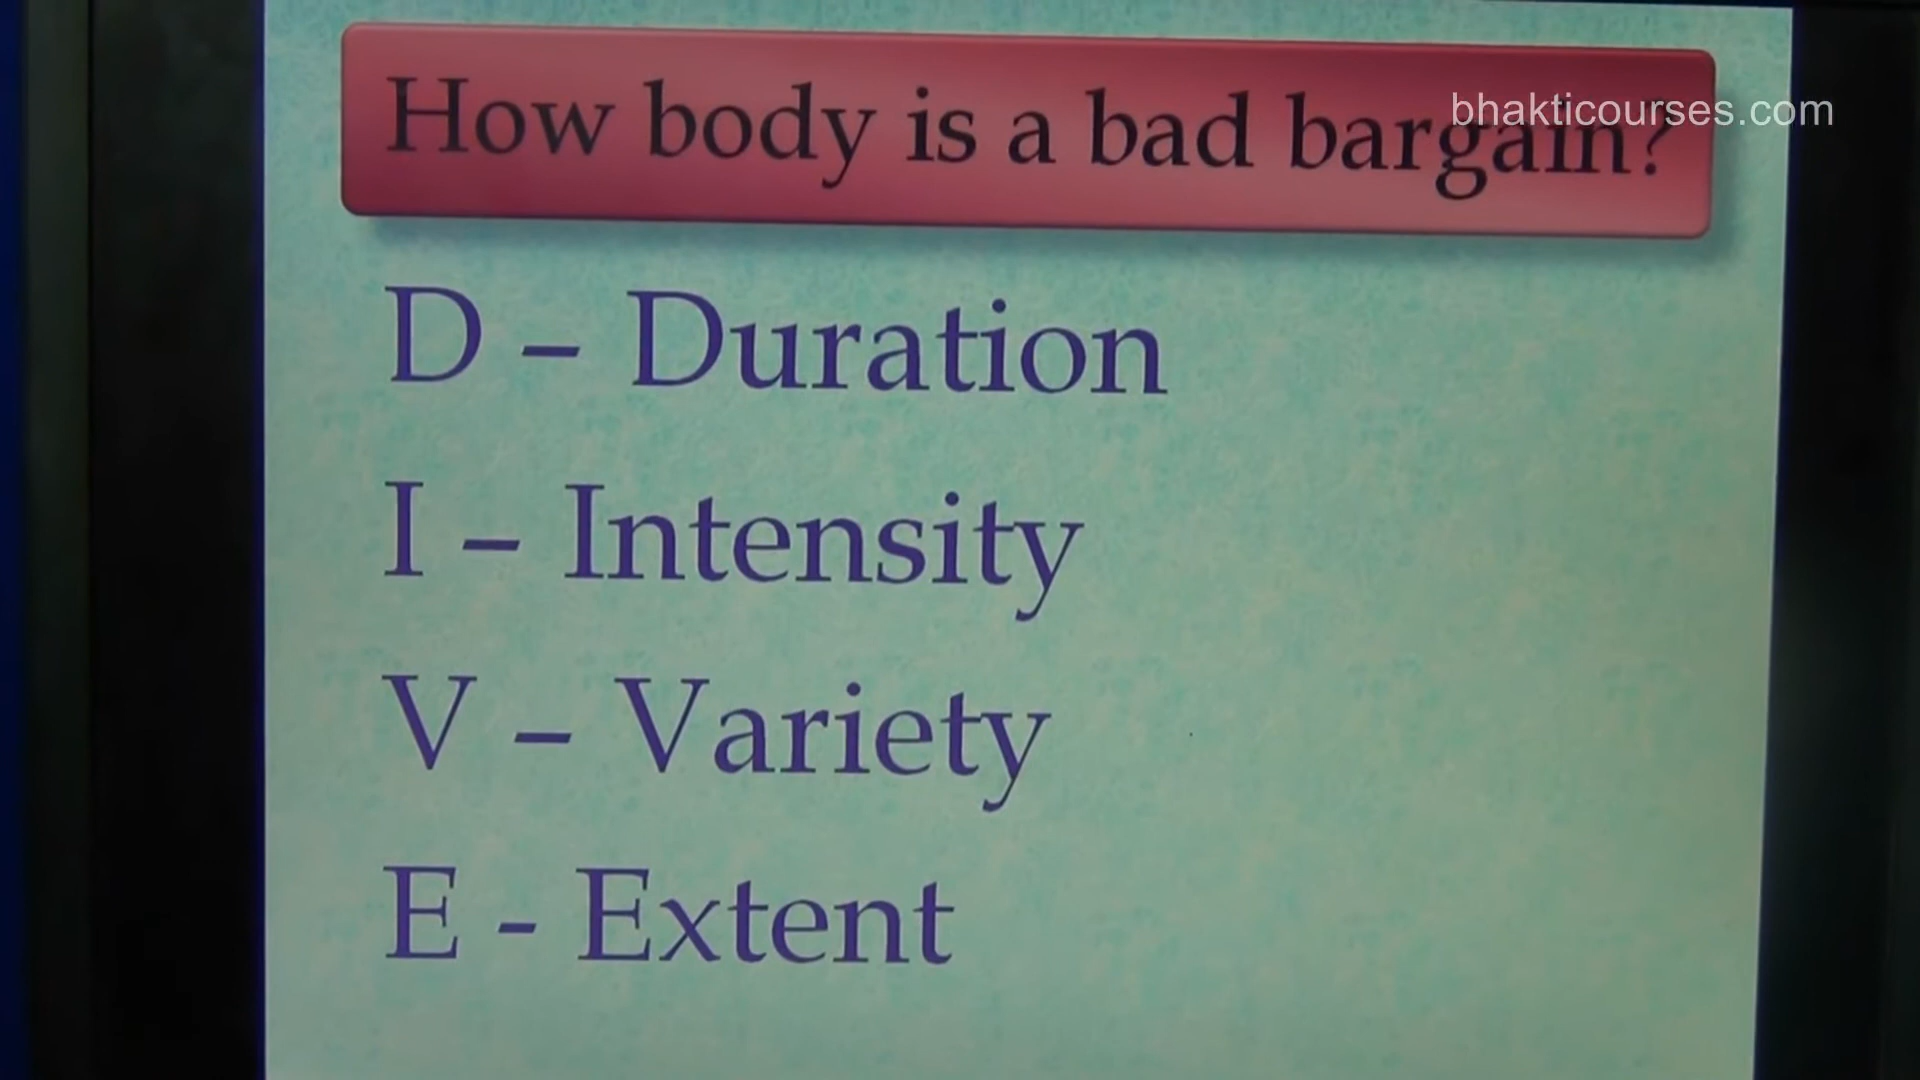 How body is a bad bargain?
bhakticourses.com
D – Duration
I – Intensity
V – Variety
E - Extent